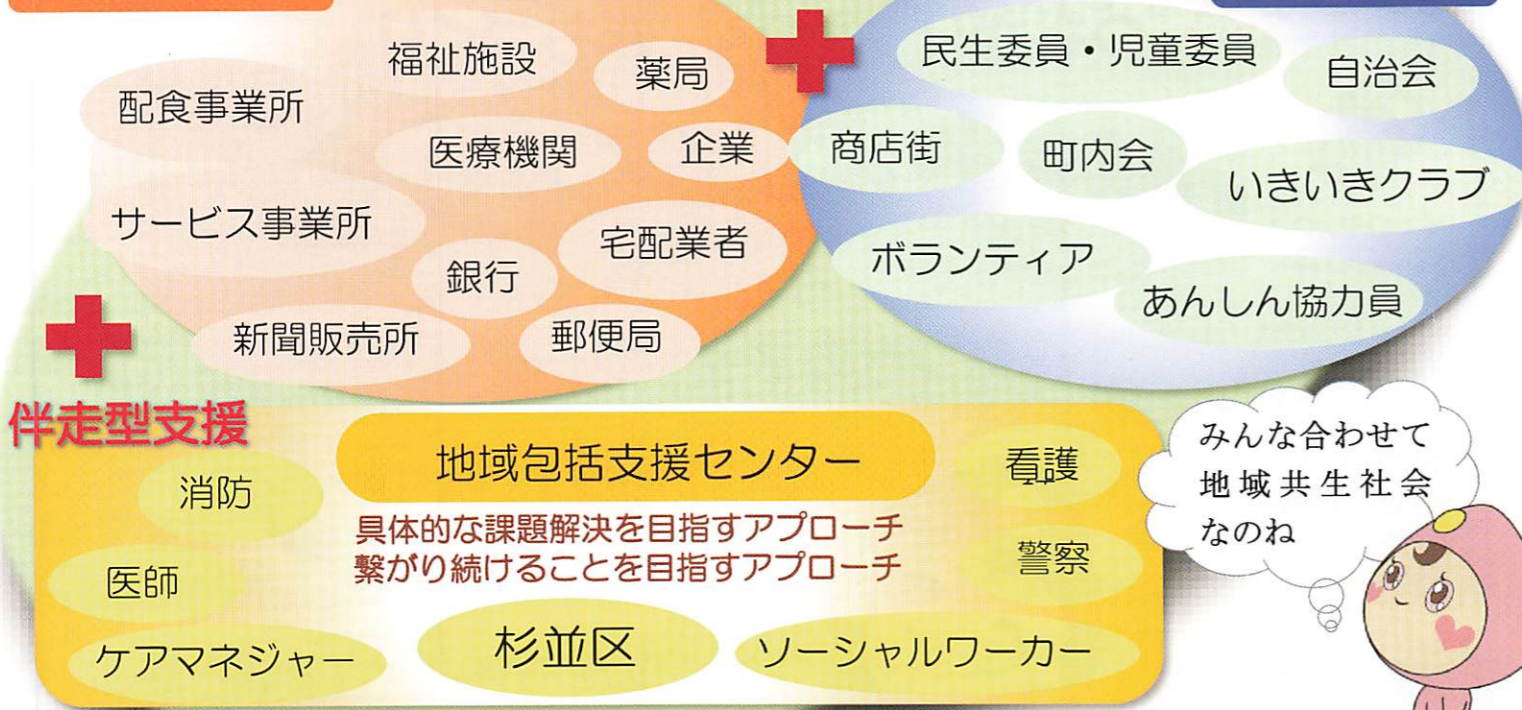 福祉施設
薬局
配食事業所
医療機関
企業
サービス事業所
宅配業者
銀行
新聞販売所
郵便局
民生委員・児童委員
自治会
商店街
町内会
いきいきクラブ
ボランティア
あんしん協力員
伴走型支援
地域包括支援センター
消防
看護
具体的な課題解決を目指すアプローチ
繋がり続けることを目指すアプローチ
医師
警察
ケアマネジャー
杉並区
ソーシャルワーカー
みんな合わせて
地域共生社会
なのね